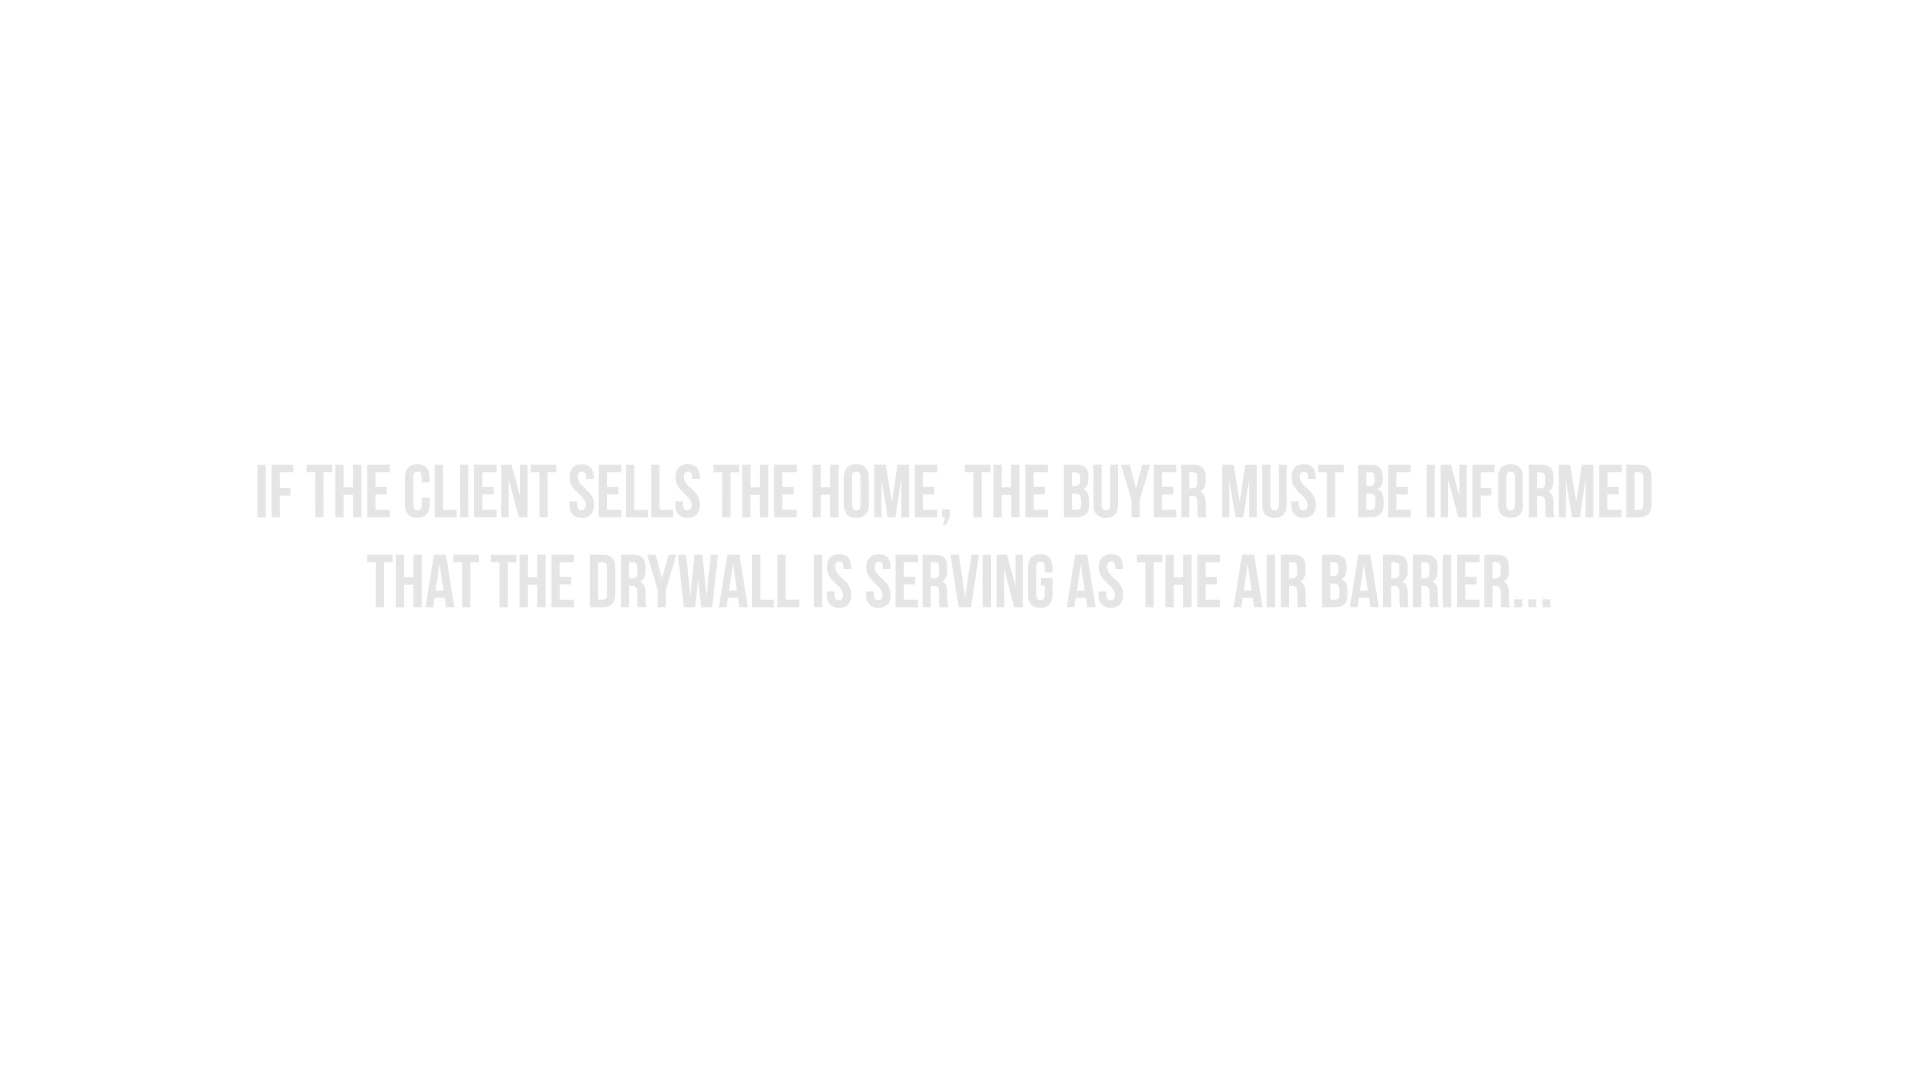 IF THE CLIENT SELLS THE HOME, THE BUYER MUST BE INFORMED
THAT THE DRYWALL IS SERVING AS THE AIR BARRIER...